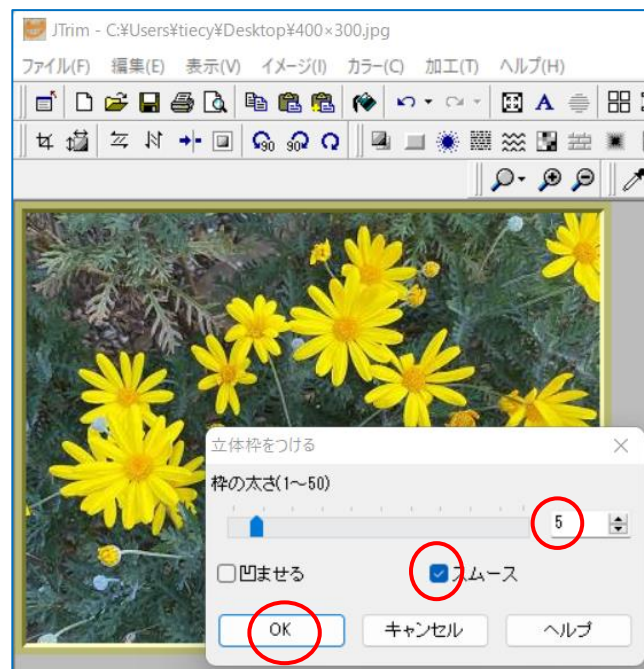 JTrim - C:¥Users¥tiecy¥Desktop¥400×300.jpg
ファイル(F) 編集(E) 表示(V) イメージ(I) カラー(C) 加工(T) ヘルプ(H)
A
90 90
立体枠をつける
枠の太さ(1～50)
5
凹ませる スムース
OK キャンセル ヘルプ